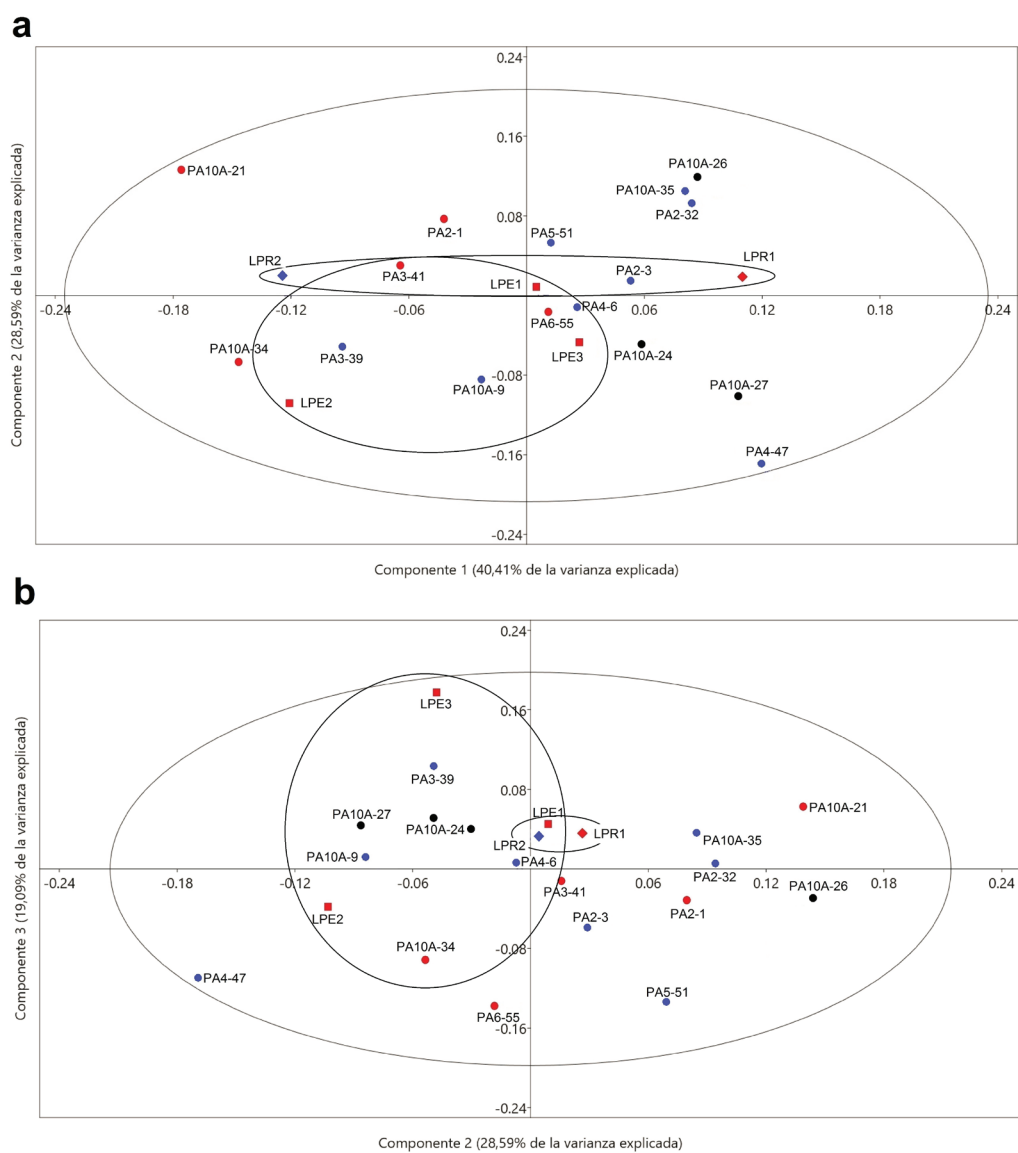 a
0.24
0.16
0.08
-0.08
-0.16
-0.24
-0.24
-0.18
-0.12
-0.06
0.06
0.12
0.18
0.24
PA10A-21
PA10A-26
PA10A-35
PA2-32
PA2-1
PA5-51
LPR2
PA3-41
LPE1
PA2-3
LPR1
PA4-6
PA6-55
PA10A-34
PA3-39
LPE3
PA10A-24
PA10A-9
LPE2
PA10A-27
PA4-47
Componente 2 (28,59% de la varianza explicada)
Componente 1 (40,41% de la varianza explicada)
b
0.24
0.16
0.08
-0.08
-0.16
-0.24
-0.24
-0.18
-0.12
-0.06
0.06
0.12
0.18
0.24
LPE3
PA3-39
PA10A-27
PA10A-24
LPE1
PA10A-21
LPR1
LPR2
PA10A-35
PA10A-9
PA4-6
PA2-32
PA3-41
PA10A-26
LPE2
PA2-3
PA2-1
PA10A-34
PA4-47
PA5-51
PA6-55
Componente 3 (19,09% de la varianza explicada)
Componente 2 (28,59% de la varianza explicada)